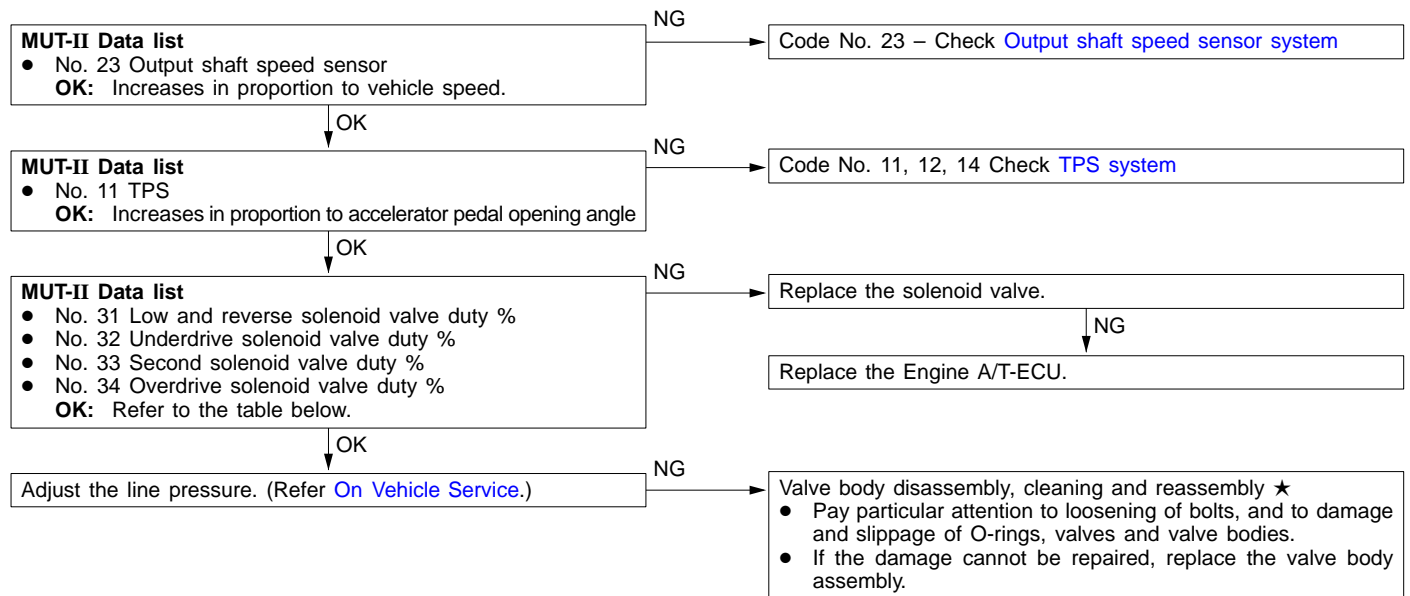 NG
MUT-II Data list
● No. 23 Output shaft speed sensor
OK: Increases in proportion to vehicle speed.
Code No. 23 – Check Output shaft speed sensor system
OK
NG
MUT-II Data list
● No. 11 TPS
OK: Increases in proportion to accelerator pedal opening angle
Code No. 11, 12, 14 Check TPS system
OK
NG
MUT-II Data list
● No. 31 Low and reverse solenoid valve duty %
● No. 32 Underdrive solenoid valve duty %
● No. 33 Second solenoid valve duty %
● No. 34 Overdrive solenoid valve duty %
OK: Refer to the table below.
Replace the solenoid valve.
NG
Replace the Engine A/T-ECU.
OK
NG
Adjust the line pressure. (Refer On Vehicle Service.)
Valve body disassembly, cleaning and reassembly ★
● Pay particular attention to loosening of bolts, and to damage
and slippage of O-rings, valves and valve bodies.
● If the damage cannot be repaired, replace the valve body
assembly.